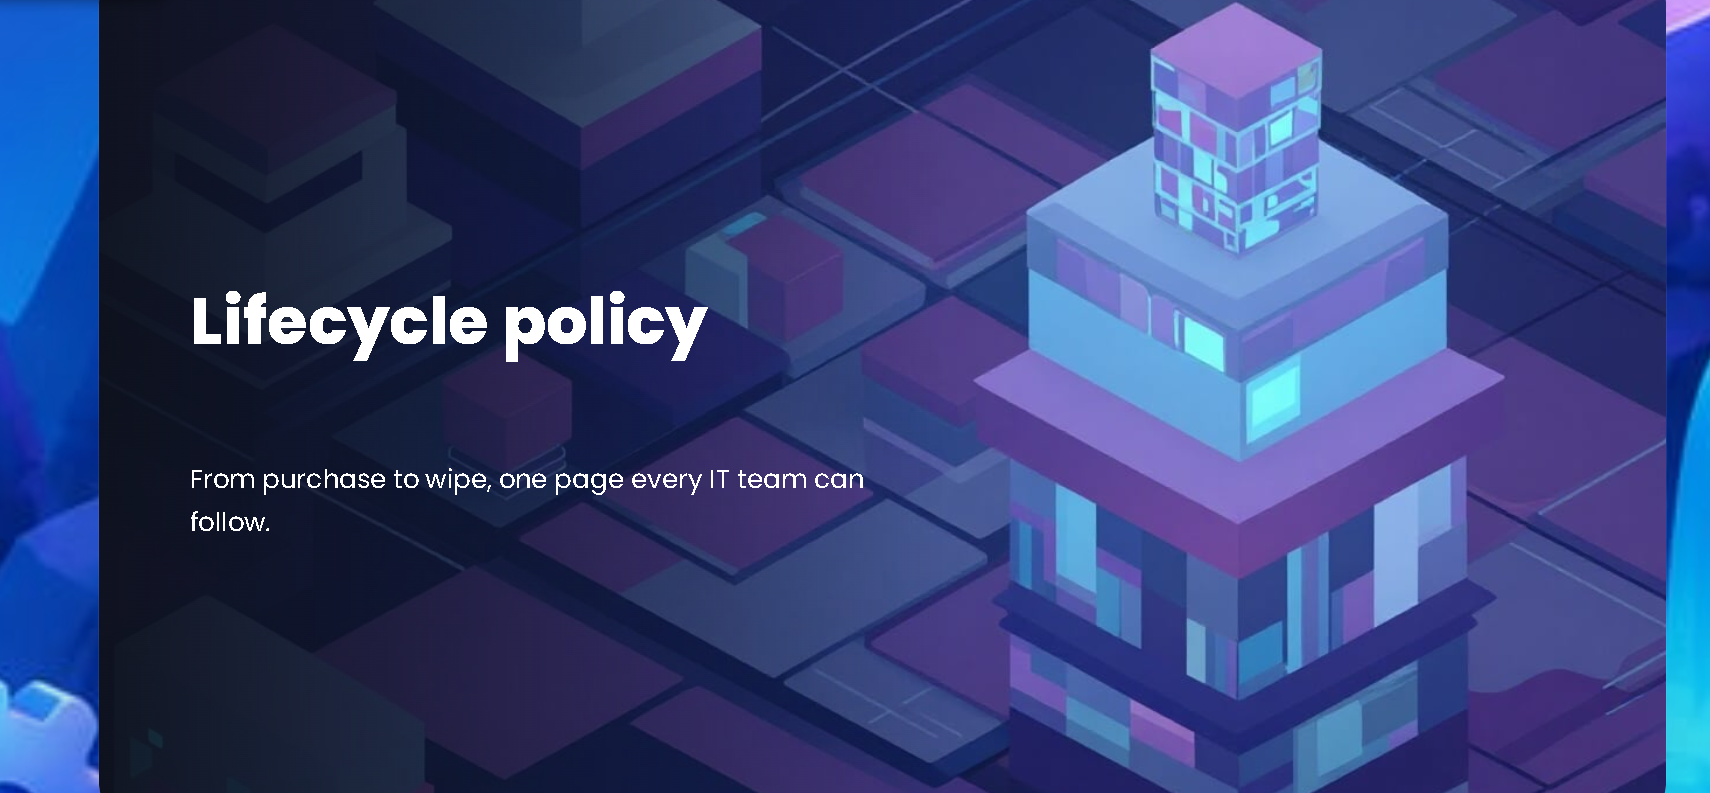 Lifecycle policy
From purchase to wipe, one page every IT team can
follow.